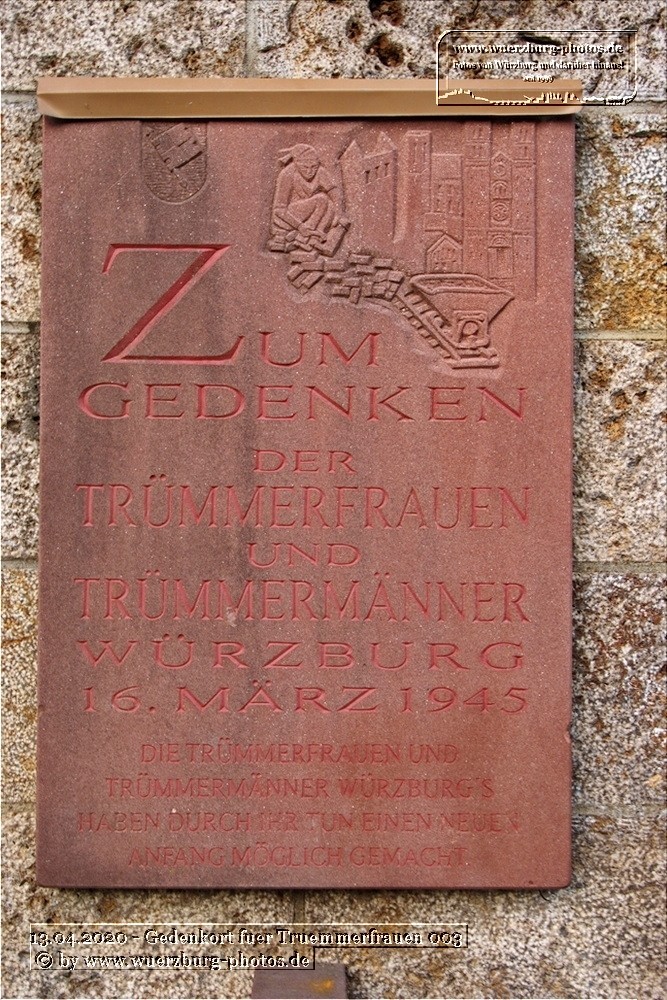 www.wuerzburg-photos.de
Fotos von Würzburg und darüber hinaus!
seit 1999
ZUM
GEDENKEN
DER
TRÜMMERFRAUEN
UND
TRÜMMERMÄNNER
WÜRZBURG
16. MÄRZ 1945
DIE TRÜMMERFRAUEN UND
TRÜMMERMÄNNER WÜRZBURG'S
HABEN DURCH IHR TUN EINEN NEUEN
ANFANG MÖGLICH GEMACHT.
13.04.2020 - Gedenkort fuer Truemmerfrauen 003
© by www.wuerzburg-photos.de